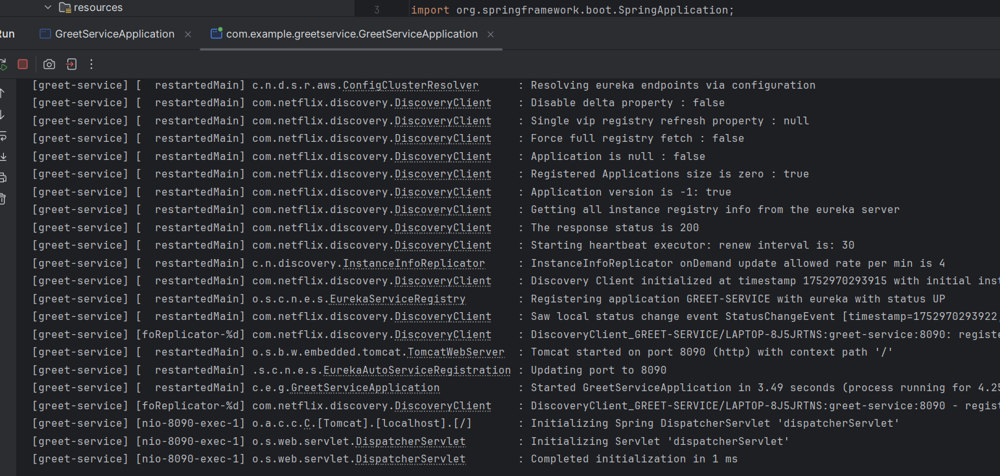 resources
3 import org.springframework.boot.SpringApplication;
Run GreetServiceApplication com.example.greetservice.GreetServiceApplication
[greet-service] [  restartedMain] c.n.d.s.r.aws.ConfigClusterResolver      : Resolving eureka endpoints via configuration
[greet-service] [  restartedMain] com.netflix.discovery.DiscoveryClient    : Disable delta property : false
[greet-service] [  restartedMain] com.netflix.discovery.DiscoveryClient    : Single vip registry refresh property : null
[greet-service] [  restartedMain] com.netflix.discovery.DiscoveryClient    : Force full registry fetch : false
[greet-service] [  restartedMain] com.netflix.discovery.DiscoveryClient    : Application is null : false
[greet-service] [  restartedMain] com.netflix.discovery.DiscoveryClient    : Registered Applications size is zero : true
[greet-service] [  restartedMain] com.netflix.discovery.DiscoveryClient    : Application version is -1: true
[greet-service] [  restartedMain] com.netflix.discovery.DiscoveryClient    : Getting all instance registry info from the eureka server
[greet-service] [  restartedMain] com.netflix.discovery.DiscoveryClient    : The response status is 200
[greet-service] [  restartedMain] com.netflix.discovery.DiscoveryClient    : Starting heartbeat executor: renew interval is: 30
[greet-service] [  restartedMain] c.n.discovery.InstanceInfoReplicator     : InstanceInfoReplicator onDemand update allowed rate per min is 4
[greet-service] [  restartedMain] com.netflix.discovery.DiscoveryClient    : Discovery Client initialized at timestamp 1752970293915 with initial inst
[greet-service] [  restartedMain] o.s.c.n.e.s.EurekaServiceRegistry        : Registering application GREET-SERVICE with eureka with status UP
[greet-service] [  restartedMain] com.netflix.discovery.DiscoveryClient    : Saw local status change event StatusChangeEvent [timestamp=1752970293922,
[greet-service] [foReplicator-%d] com.netflix.discovery.DiscoveryClient    : DiscoveryClient_GREET-SERVICE/LAPTOP-8J5JRTNS:greet-service:8090: registe
[greet-service] [  restartedMain] o.s.b.w.embedded.tomcat.TomcatWebServer  : Tomcat started on port 8090 (http) with context path '/'
[greet-service] [  restartedMain] .s.c.n.e.s.EurekaAutoServiceRegistration : Updating port to 8090
[greet-service] [  restartedMain] c.e.g.GreetServiceApplication            : Started GreetServiceApplication in 3.49 seconds (process running for 4.25
[greet-service] [foReplicator-%d] com.netflix.discovery.DiscoveryClient    : DiscoveryClient_GREET-SERVICE/LAPTOP-8J5JRTNS:greet-service:8090 - regist
[greet-service] [nio-8090-exec-1] o.a.c.c.C.[Tomcat].[localhost].[/]       : Initializing Spring DispatcherServlet 'dispatcherServlet'
[greet-service] [nio-8090-exec-1] o.s.web.servlet.DispatcherServlet        : Initializing Servlet 'dispatcherServlet'
[greet-service] [nio-8090-exec-1] o.s.web.servlet.DispatcherServlet        : Completed initialization in 1 ms